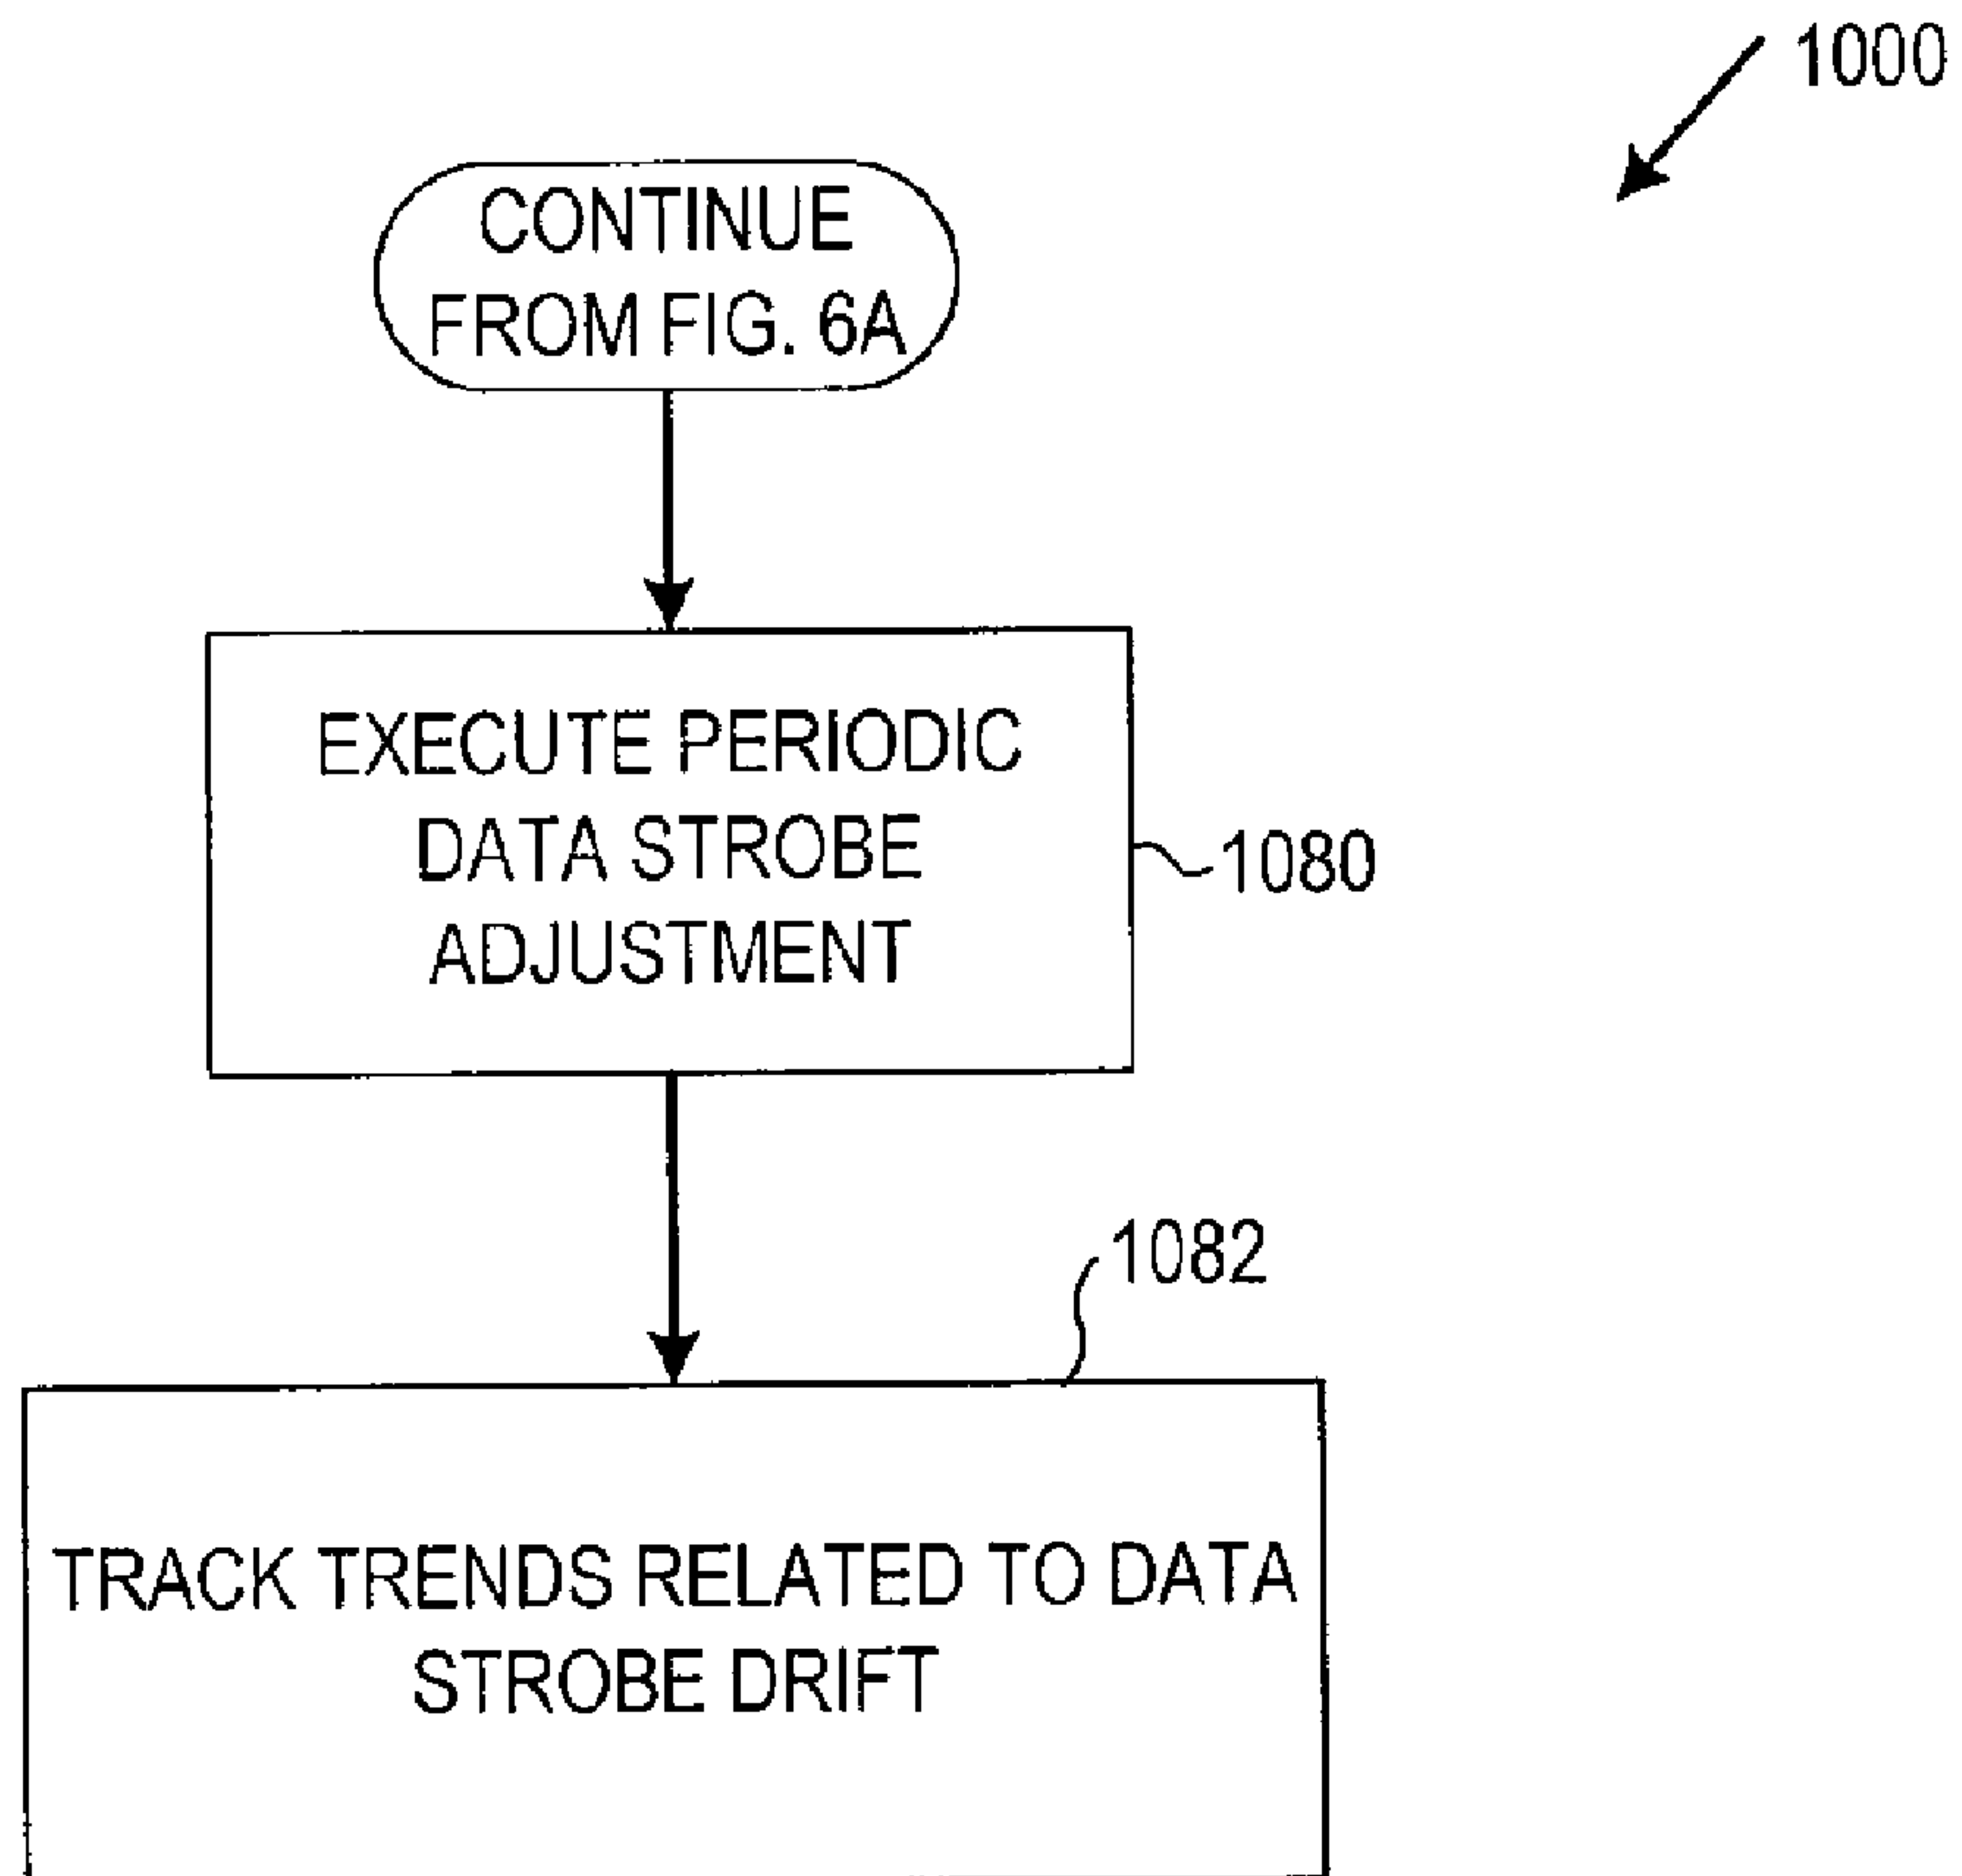 1000
CONTINUE
FROM FIG. 6A
EXECUTE PERIODIC
DATA STROBE
ADJUSTMENT
1080
1082
TRACK TRENDS RELATED TO DATA
STROBE DRIFT